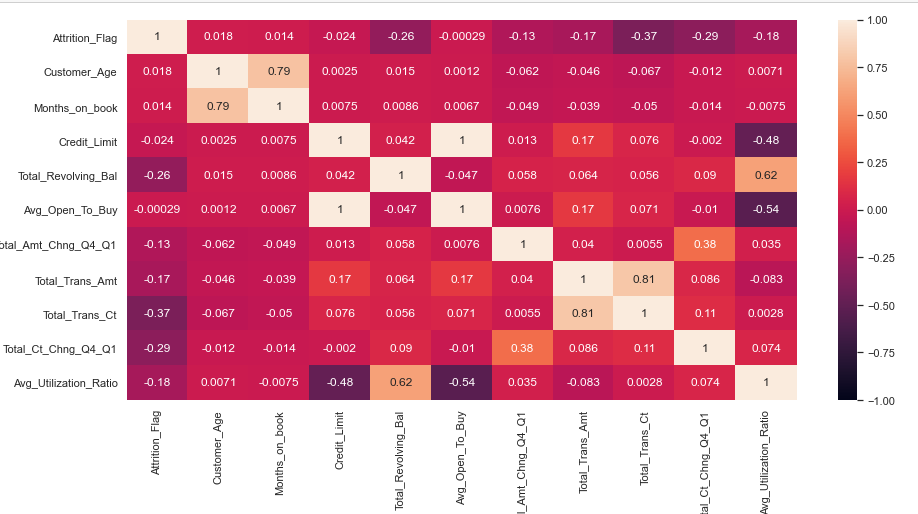 Attrition_Flag 1 0.018 0.014 -0.024 -0.26 -0.00029 -0.13 -0.17 -0.37 -0.29 -0.18
Customer_Age 0.018 1 0.79 0.0025 0.015 0.0012 -0.062 -0.046 -0.067 -0.012 0.0071
Months_on_book 0.014 0.79 1 0.0075 0.0086 0.0067 -0.049 -0.039 -0.05 -0.014 -0.0075
Credit_Limit -0.024 0.0025 0.0075 1 0.042 1 0.013 0.17 0.076 -0.002 -0.48
Total_Revolving_Bal -0.26 0.015 0.0086 0.042 1 -0.047 0.058 0.064 0.056 0.09 0.62
Avg_Open_To_Buy -0.00029 0.0012 0.0067 1 -0.047 1 0.0076 0.17 0.071 -0.01 -0.54
otal_Amt_Chng_Q4_Q1 -0.13 -0.062 -0.049 0.013 0.058 0.0076 1 0.04 0.0055 0.38 0.035
Total_Trans_Amt -0.17 -0.046 -0.039 0.17 0.064 0.17 0.04 1 0.81 0.086 -0.083
Total_Trans_Ct -0.37 -0.067 -0.05 0.076 0.056 0.071 0.0055 0.81 1 0.11 0.0028
Total_Ct_Chng_Q4_Q1 -0.29 -0.012 -0.014 -0.002 0.09 -0.01 0.38 0.086 0.11 1 0.074
Avg_Utilization_Ratio -0.18 0.0071 -0.0075 -0.48 0.62 -0.54 0.035 -0.083 0.0028 0.074 1
Attrition_Flag
Customer_Age
Months_on_book
Credit_Limit
Total_Revolving_Bal
Avg_Open_To_Buy
l_Amt_Chng_Q4_Q1
Total_Trans_Amt
Total_Trans_Ct
tal_Ct_Chng_Q4_Q1
Avg_Utilization_Ratio
1.00
0.75
0.50
0.25
0.00
−0.25
−0.50
−0.75
−1.00